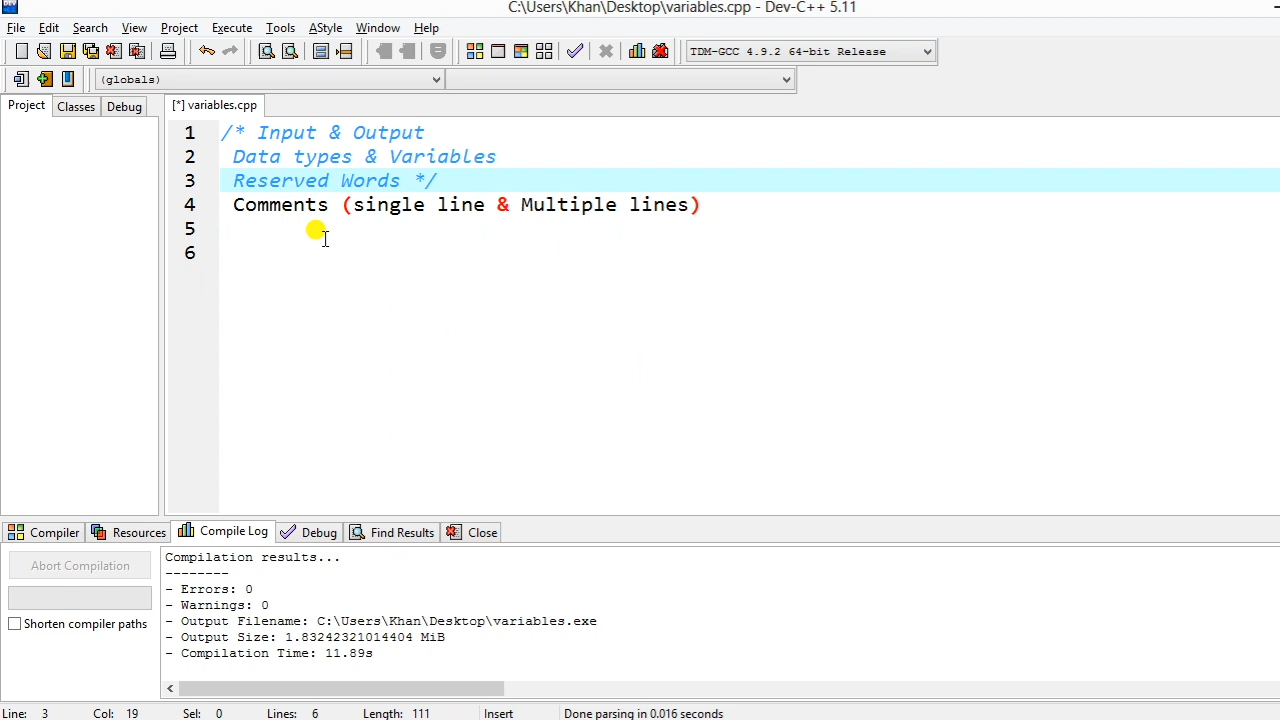 C:\Users\Khan\Desktop\variables.cpp - Dev-C++ 5.11
File Edit Search View Project Execute Tools AStyle Window Help
TDM-GCC 4.9.2 64-bit Release
(globals)
Project Classes Debug [*] variables.cpp
1 /* Input & Output
2 Data types & Variables
3 Reserved Words */
4 Comments (single line & Multiple lines)
5
6
Compiler Resources Compile Log Debug Find Results Close
Abort Compilation
Shorten compiler paths
Compilation results...
--------
- Errors: 0
- Warnings: 0
- Output Filename: C:\Users\Khan\Desktop\variables.exe
- Output Size: 1.83242321014404 MiB
- Compilation Time: 11.89s
Line: 3 Col: 19 Sel: 0 Lines: 6 Length: 111 Insert Done parsing in 0.016 seconds